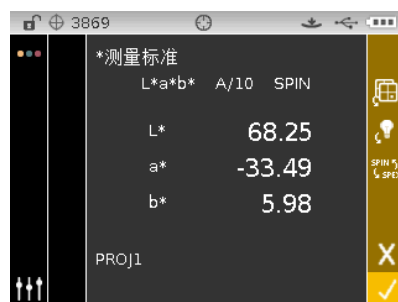 3869
*测量标准
L*a*b* A/10 SPIN
L* 68.25
a* -33.49
b* 5.98
PROJ1
SPIN
SPEX